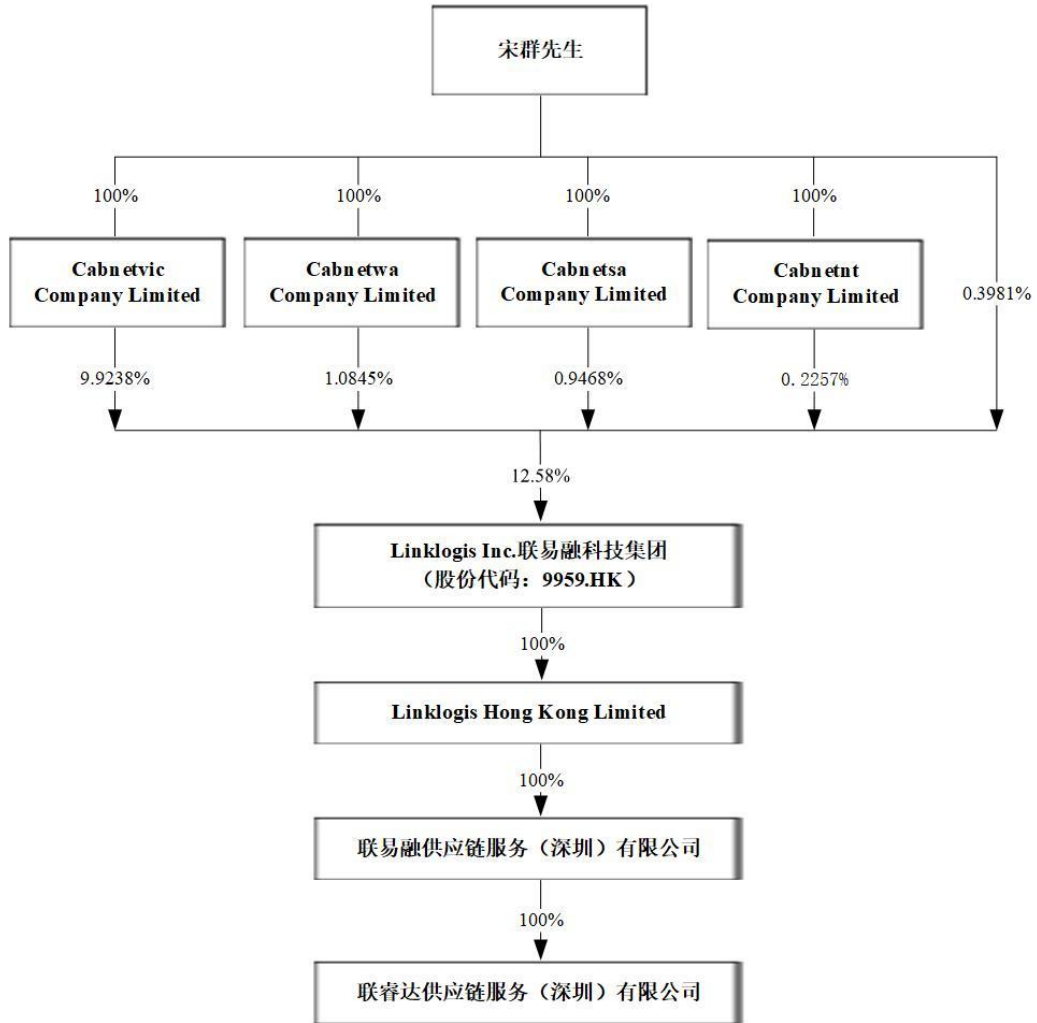 宋群先生
100%
100%
100%
100%
Cabnetvic
Company Limited
Cabnetwa
Company Limited
Cabnetsa
Company Limited
Cabnetnt
Company Limited
0.3981%
9.9238%
1.0845%
0.9468%
0.2257%
12.58%
Linklogis Inc.联易融科技集团
（股份代码：9959.HK）
100%
Linklogis Hong Kong Limited
100%
联易融供应链服务（深圳）有限公司
100%
联睿达供应链服务（深圳）有限公司